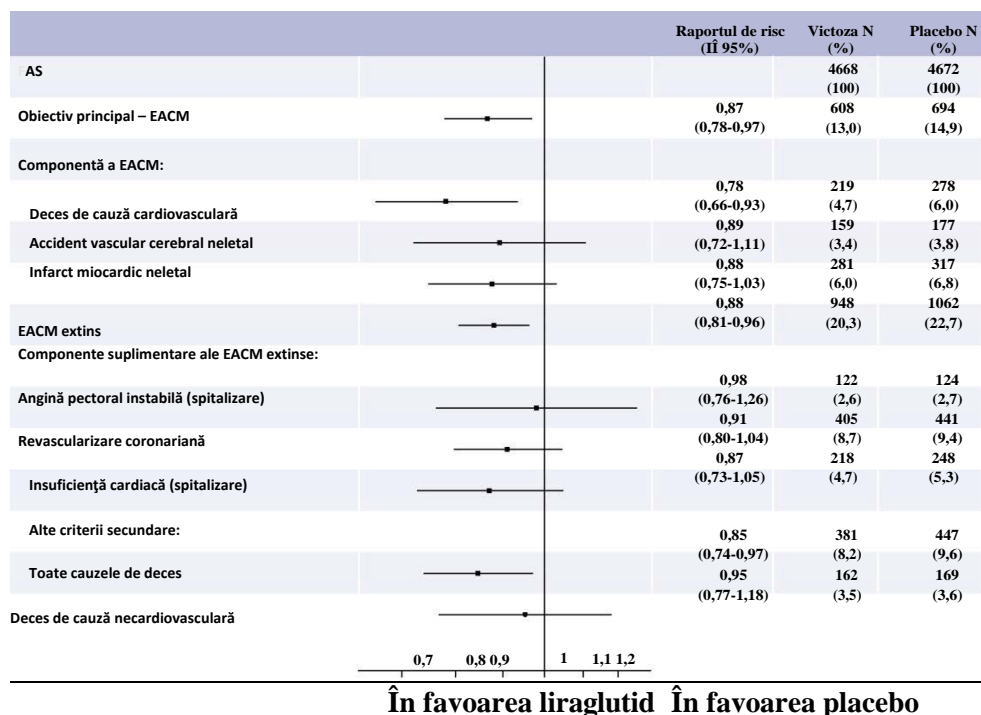 Raportul de risc Victoza N Placebo N
(IÎ 95%) (%) (%)
FAS 4668 4672
(100) (100)
Obiectiv principal – EACM 0,87 608 694
(0,78-0,97) (13,0) (14,9)
Componentă a EACM:
0,78 219 278
Deces de cauză cardiovasculară (0,66-0,93) (4,7) (6,0)
0,89 159 177
Accident vascular cerebral neletal (0,72-1,11) (3,4) (3,8)
Infarct miocardic neletal 0,88 281 317
(0,75-1,03) (6,0) (6,8)
0,88 948 1062
EACM extins (0,81-0,96) (20,3) (22,7)
Componente suplimentare ale EACM extinse:
0,98 122 124
Angină pectoral instabilă (spitalizare) (0,76-1,26) (2,6) (2,7)
0,91 405 441
Revascularizare coronariană (0,80-1,04) (8,7) (9,4)
0,87 218 248
Insuficienţă cardiacă (spitalizare) (0,73-1,05) (4,7) (5,3)
Alte criterii secundare: 0,85 381 447
(0,74-0,97) (8,2) (9,6)
Toate cauzele de deces 0,95 162 169
(0,77-1,18) (3,5) (3,6)
Deces de cauză necardiovasculară
0,7 0,8 0,9 1 1,1 1,2
În favoarea liraglutid În favoarea placebo